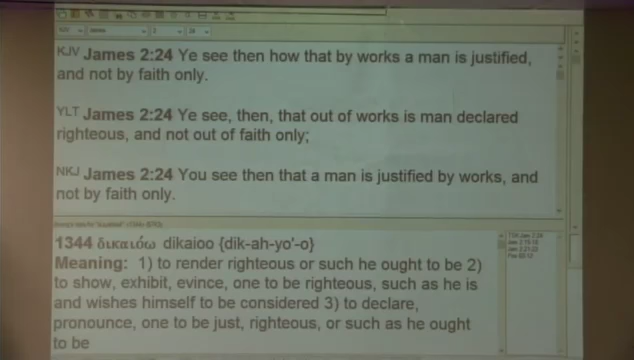 KJV James 2:24 Ye see then how that by works a man is justified,
and not by faith only.
YLT James 2:24 Ye see, then, that out of works is man declared
righteous, and not out of faith only;
NKJ James 2:24 You see then that a man is justified by works, and
not by faith only.
1344 δικαιόω dikaioo {dik-ah-yo'-o}
Meaning: 1) to render righteous or such he ought to be 2)
to show, exhibit, evince, one to be righteous, such as he is
and wishes himself to be considered 3) to declare,
pronounce, one to be just, righteous, or such as he ought
to be